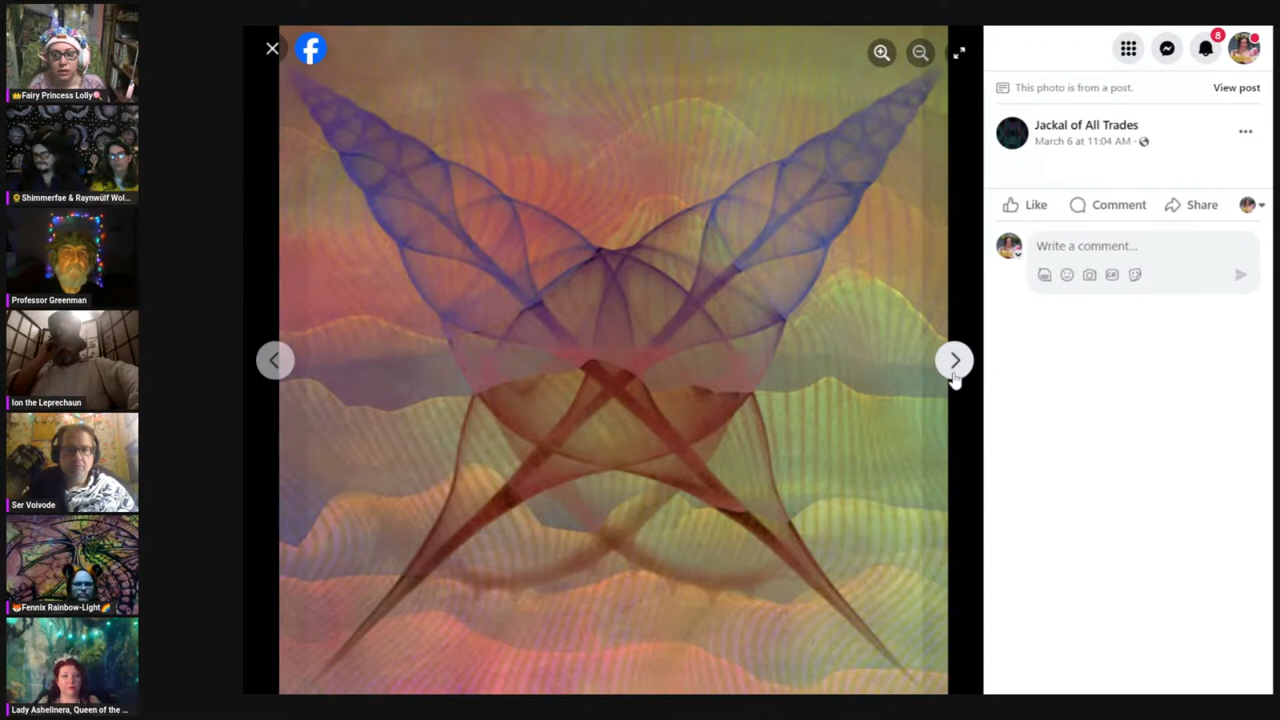 👑Fairy Princess Lolly🍭
🌻Shimmerfae & Raynwülf Wol...
Professor Greenman
Ion the Leprechaun
Ser Voivode
🦊Fennix Rainbow-Light🌈
Lady Ashelinera, Queen of the ...
8
This photo is from a post.
View post
Jackal of All Trades
March 6 at 11:04 AM ·
Like
Comment
Share
Write a comment...
GIF